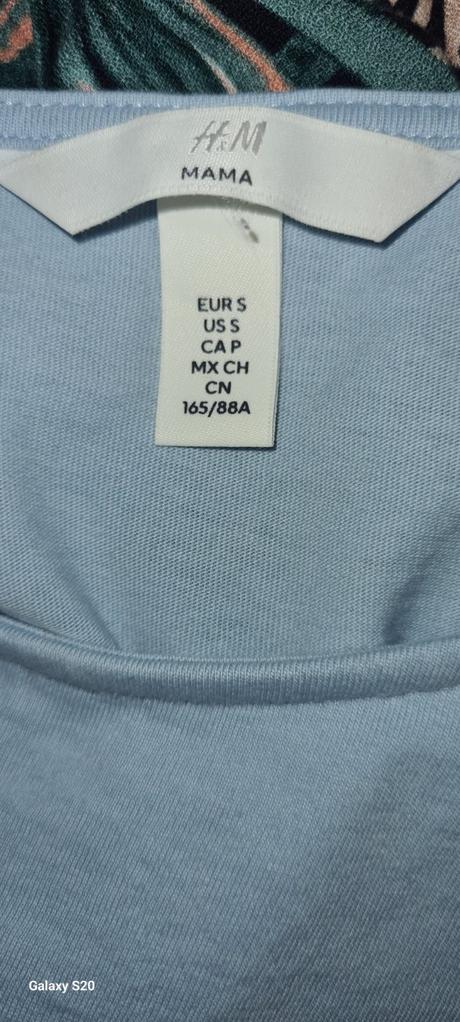 H&M
MAMA
EUR S
US S
CA P
MX CH
CN
165/88A
Galaxy S20